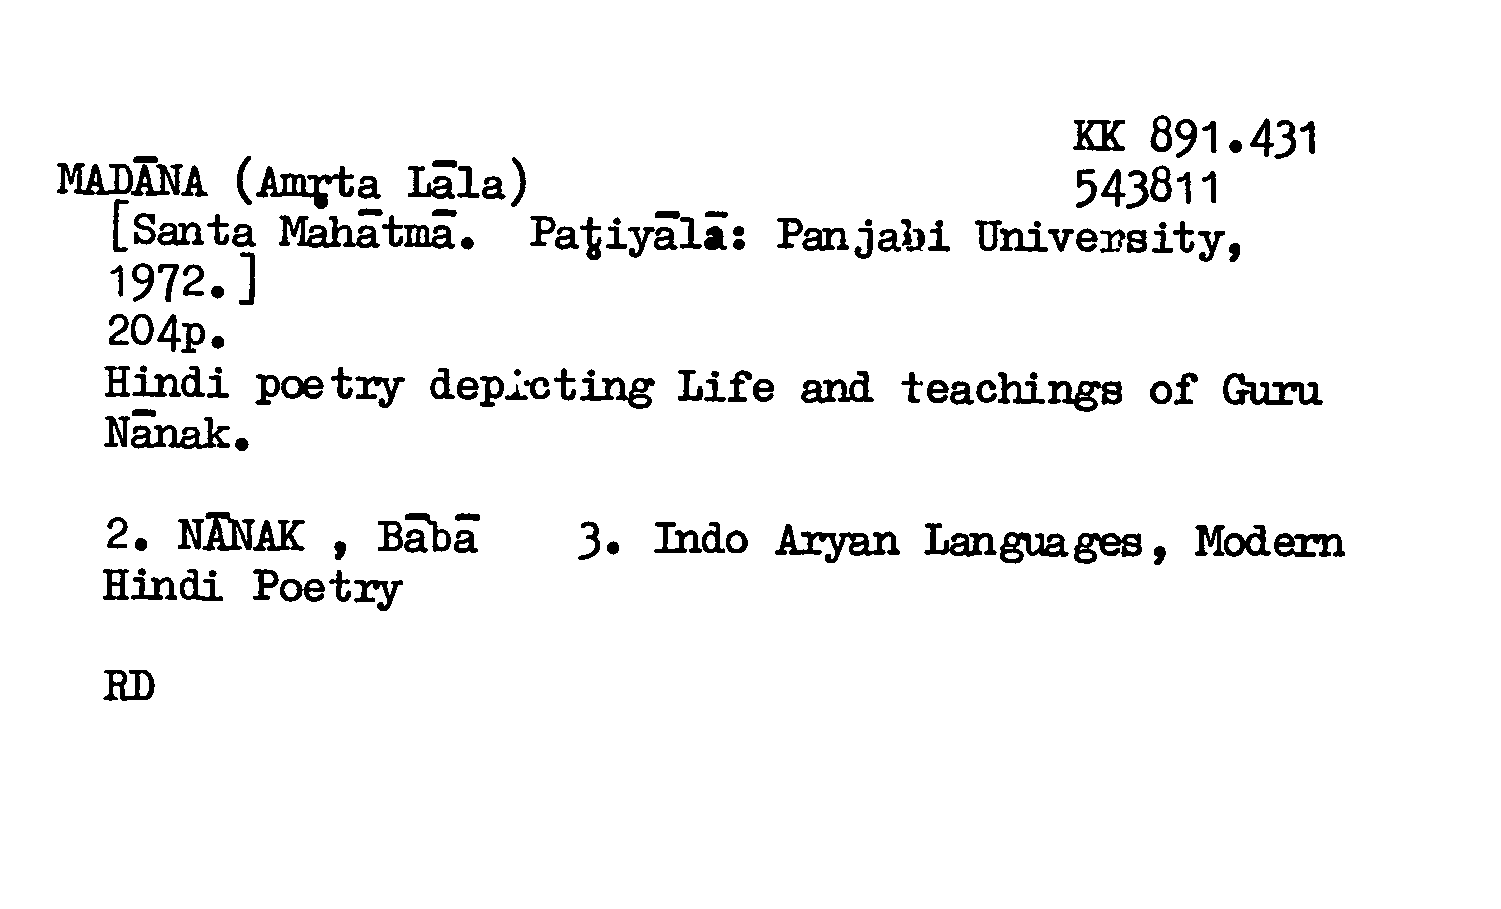 KK 891.431
MADĀNA (Amṛta Lāla)
543811
[Santa Mahātmā. Paṭiyālā: Panjabi University,
1972.]
204p.
Hindi poetry depicting Life and teachings of Guru
Nānak.
2. NĀNAK , Bābā 3. Indo Aryan Languages, Modern
Hindi Poetry
RD